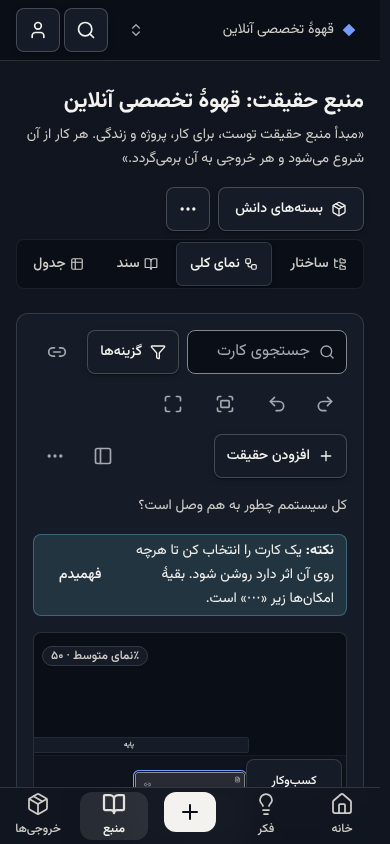 قهوهٔ تخصصی آنلاین
منبع حقیقت: قهوهٔ تخصصی آنلاین
«مبدأ منبع حقیقت توست، برای کار، پروژه و زندگی. هر کار از آن
شروع می‌شود و هر خروجی به آن برمی‌گردد.»
بسته‌های دانش
ساختار
نمای کلی
سند
جدول
جستجوی کارت
گزینه‌ها
افزودن حقیقت
کل سیستمم چطور به هم وصل است؟
نکته: یک کارت را انتخاب کن تا هرچه
روی آن اثر دارد روشن شود. بقیهٔ
امکان‌ها زیر «···» است.
فهمیدم
نمای متوسط · ۵۰٪
پایه
کسب‌وکار
خانه
فکر
منبع
خروجی‌ها